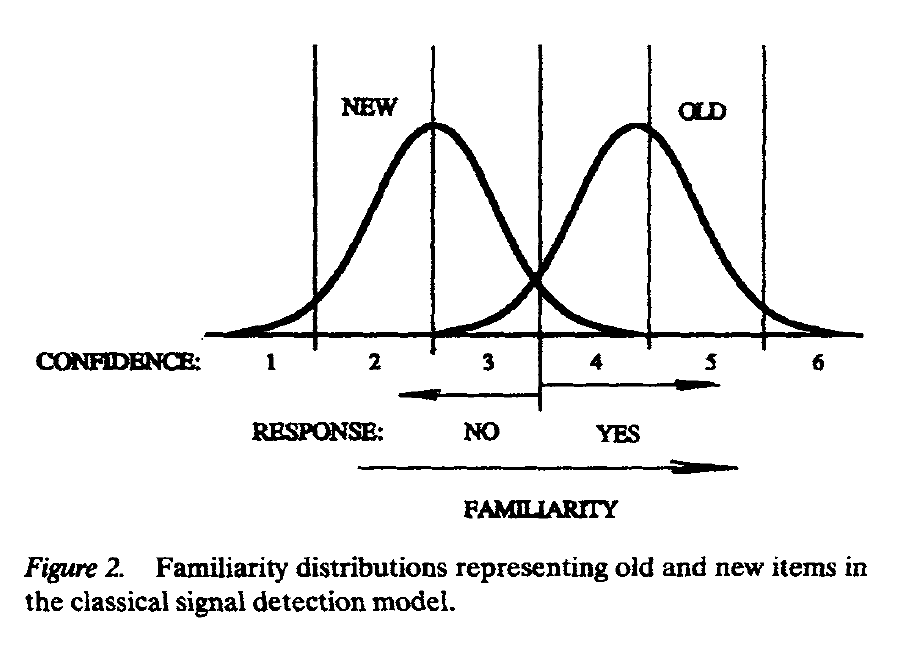 NEW OLD
CONFIDENCE: 1 2 3 4 5 6
RESPONSE: NO YES
FAMILIARITY
Figure 2. Familiarity distributions representing old and new items in
the classical signal detection model.